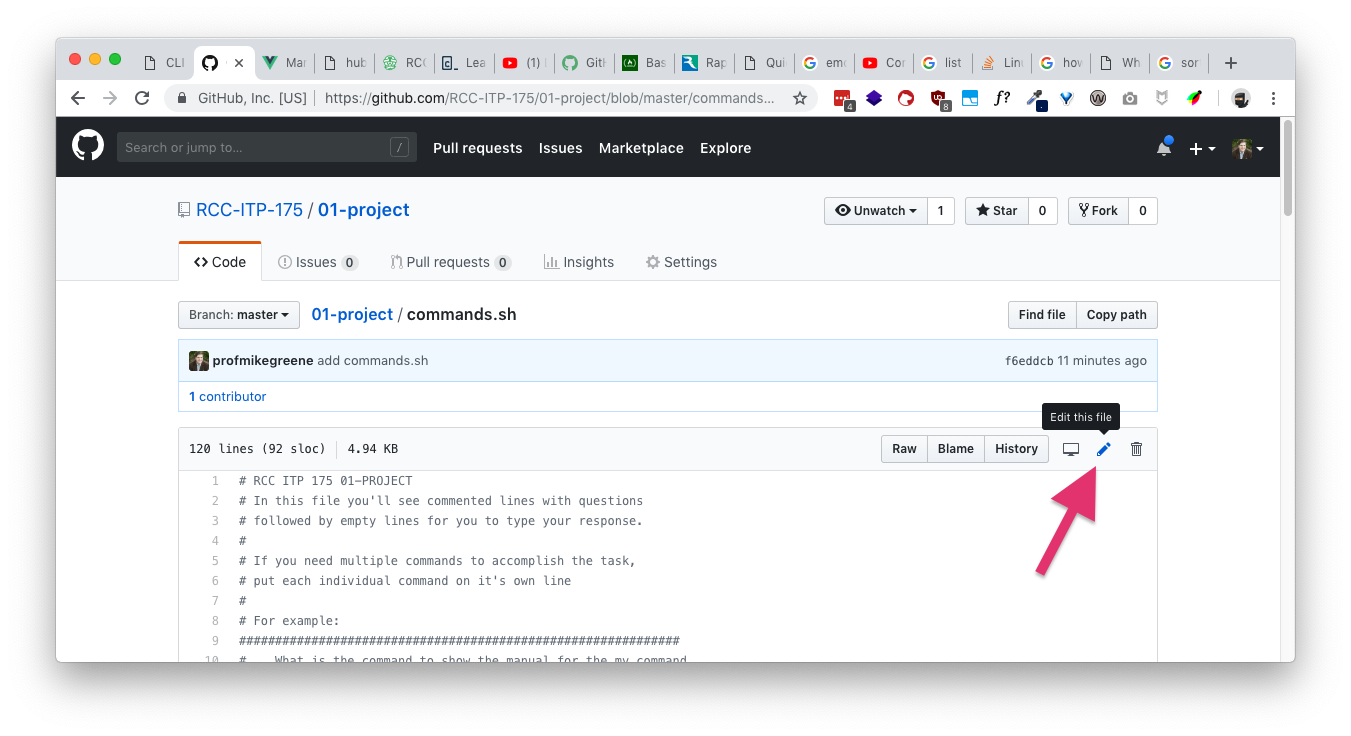 CLI Mar hub RCC Lea (1) GitH Bas Rap Qui emo Cor list Linu how Wh sor
GitHub, Inc. [US] https://github.com/RCC-ITP-175/01-project/blob/master/commands... 4 8 f?
Search or jump to... / Pull requests Issues Marketplace Explore
RCC-ITP-175 / 01-project Unwatch 1 Star 0 Fork 0
Code Issues 0 Pull requests 0 Insights Settings
Branch: master 01-project / commands.sh Find file Copy path
profmikegreene add commands.sh f6eddcb 11 minutes ago
1 contributor
Edit this file
120 lines (92 sloc) 4.94 KB Raw Blame History
1 # RCC ITP 175 01-PROJECT
2 # In this file you'll see commented lines with questions
3 # followed by empty lines for you to type your response.
4 #
5 # If you need multiple commands to accomplish the task,
6 # put each individual command on it's own line
7 #
8 # For example:
9 #############################################################
10 # What is the command to show the manual for the my_command